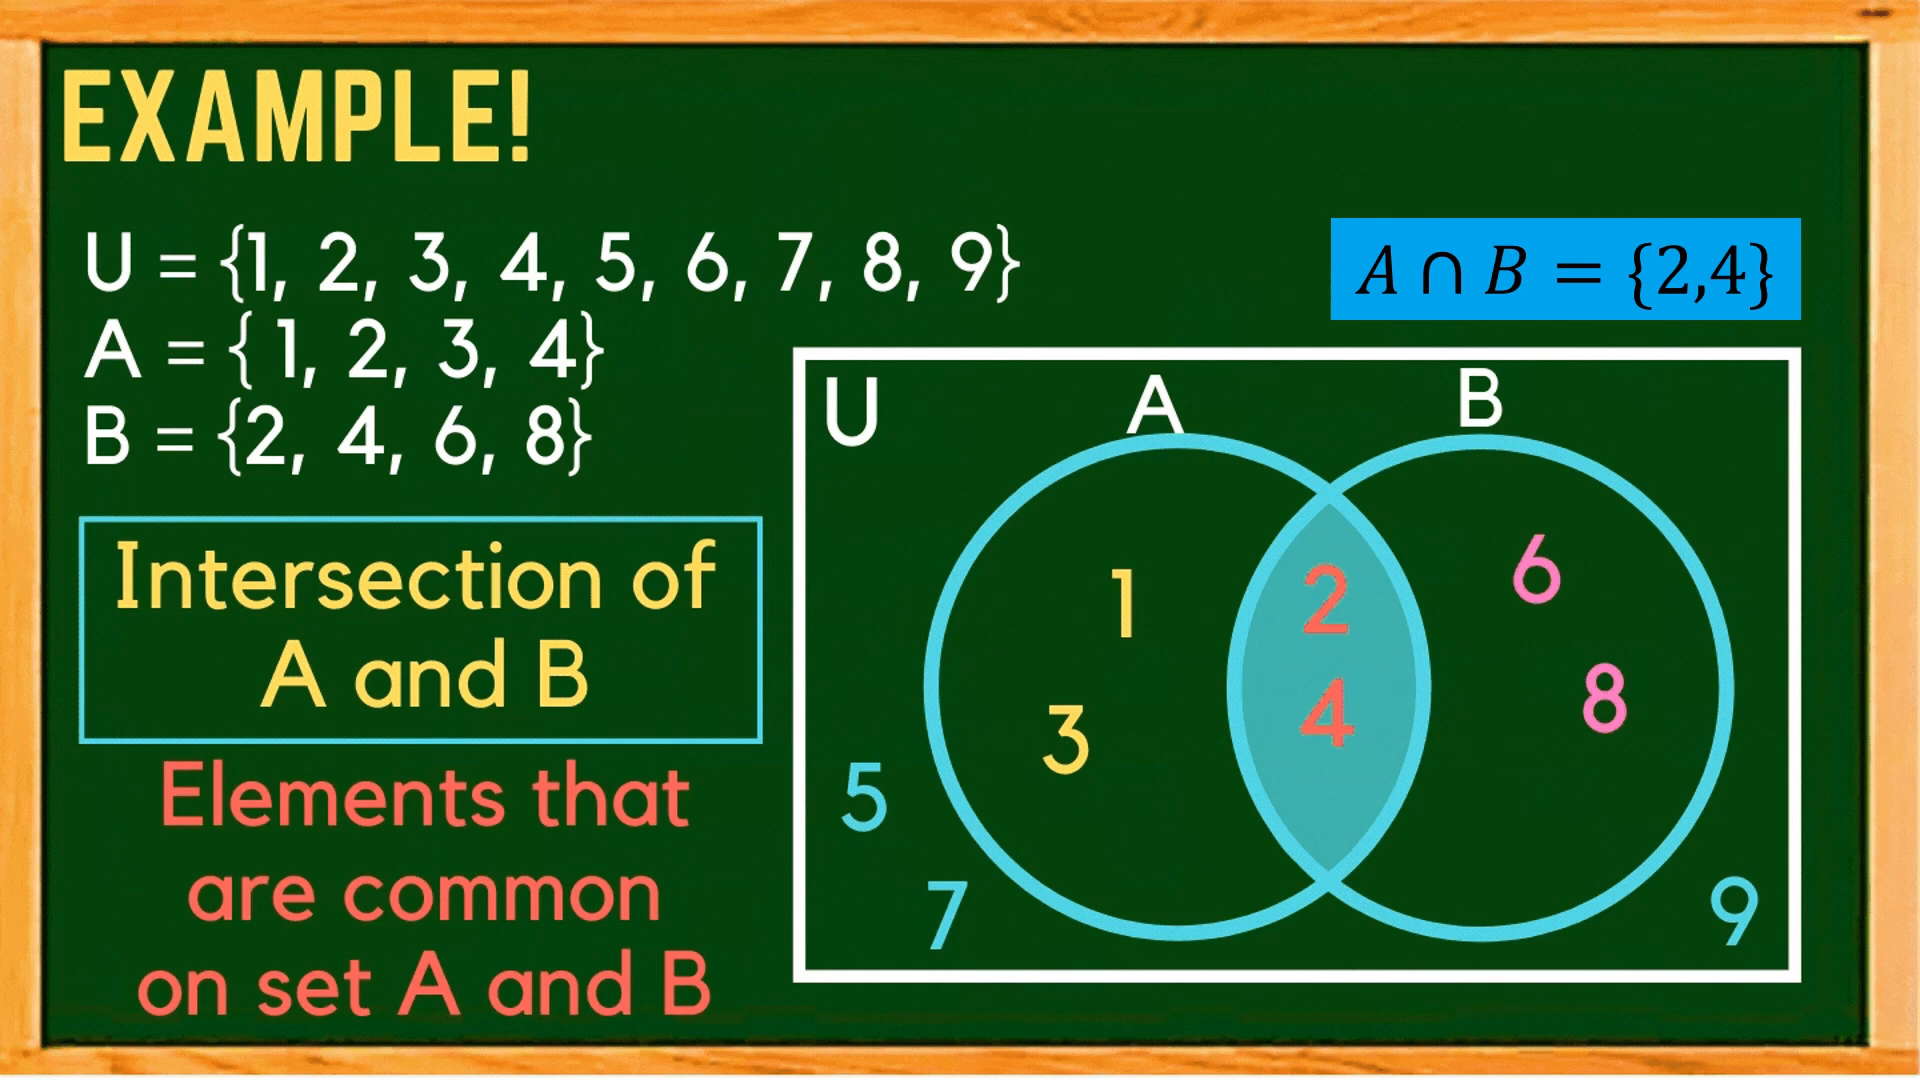 EXAMPLE!
U = {1, 2, 3, 4, 5, 6, 7, 8, 9}
A = { 1, 2, 3, 4}
B = {2, 4, 6, 8}
A ∩ B = {2,4}
Intersection of
A and B
Elements that
are common
on set A and B
U
A
B
1
2
6
3
4
8
5
7
9